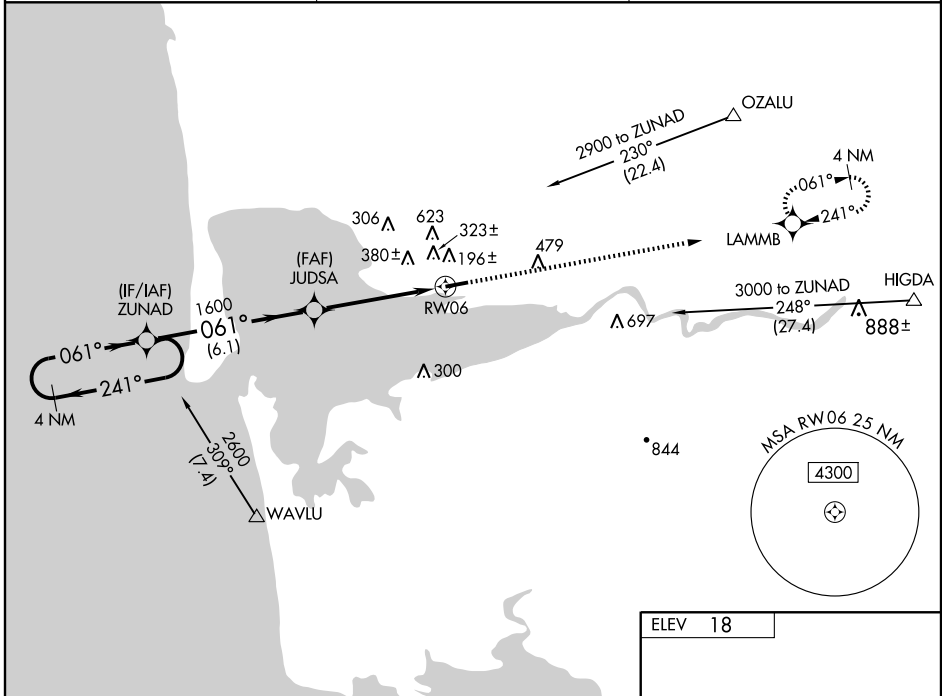 OZALU
2900 to ZUNAD
230°
(22.4)
4 NM
061°
241°
LAMMB
306
623
323±
380±
196±
479
(FAF)
JUDSA
RW06
(IF/IAF)
ZUNAD
1600
061°
(6.1)
061°
241°
4 NM
HIGDA
3000 to ZUNAD
248°
(27.4)
888±
697
300
2600
309°
(7.4)
WAVLU
844
MSA RW06 25 NM
4300
ELEV 18